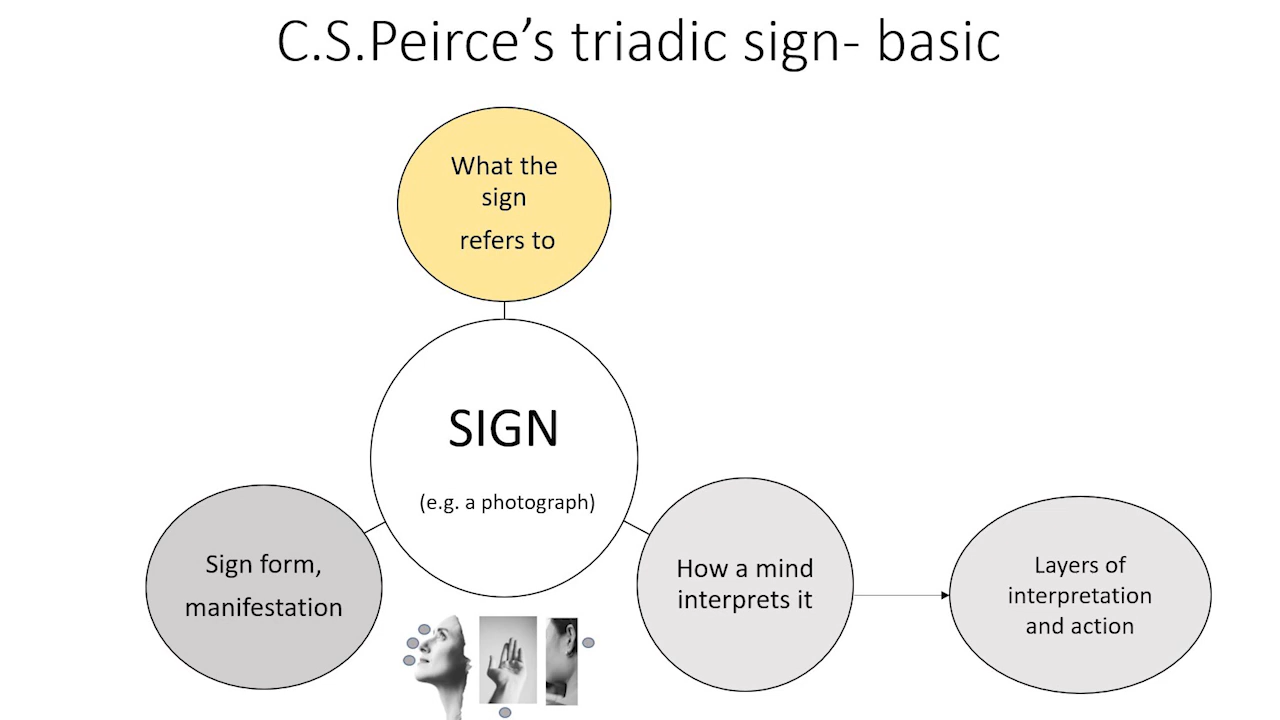 C.S.Peirce’s triadic sign- basic
What the
sign
refers to
SIGN
(e.g. a photograph)
Sign form,
manifestation
How a mind
interprets it
Layers of
interpretation
and action